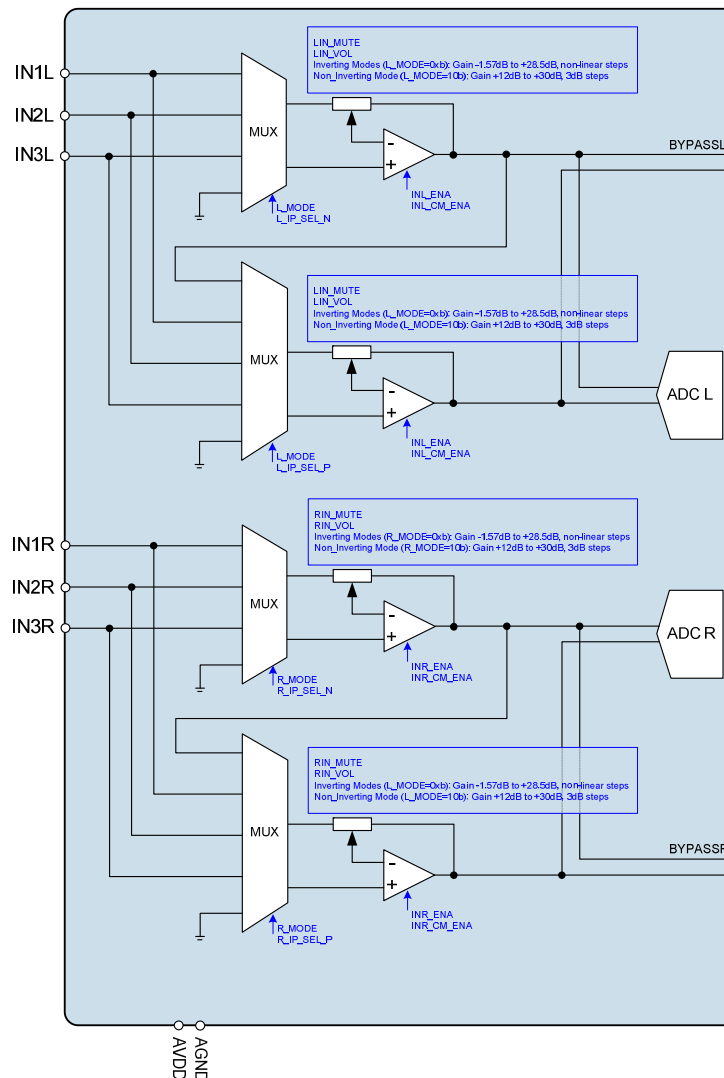 LIN_MUTE
LIN_VOL
Inverting Modes (L_MODE=0xb): Gain -1.57dB to +28.5dB, non-linear steps
Non_Inverting Mode (L_MODE=10b): Gain +12dB to +30dB, 3dB steps
IN1L
IN2L
IN3L
MUX
-
+
BYPASSL
INL_ENA
INL_CM_ENA
L_MODE
L_IP_SEL_N
LIN_MUTE
LIN_VOL
Inverting Modes (L_MODE=0xb): Gain -1.57dB to +28.5dB, non-linear steps
Non_Inverting Mode (L_MODE=10b): Gain +12dB to +30dB, 3dB steps
MUX
-
+
ADC L
INL_ENA
INL_CM_ENA
L_MODE
L_IP_SEL_P
RIN_MUTE
RIN_VOL
Inverting Modes (R_MODE=0xb): Gain -1.57dB to +28.5dB, non-linear steps
Non_Inverting Mode (R_MODE=10b): Gain +12dB to +30dB, 3dB steps
IN1R
IN2R
IN3R
MUX
-
+
ADC R
INR_ENA
INR_CM_ENA
R_MODE
R_IP_SEL_N
RIN_MUTE
RIN_VOL
Inverting Modes (L_MODE=0xb): Gain -1.57dB to +28.5dB, non-linear steps
Non_Inverting Mode (L_MODE=10b): Gain +12dB to +30dB, 3dB steps
MUX
-
+
INR_ENA
INR_CM_ENA
R_MODE
R_IP_SEL_P
AVDD
AGND